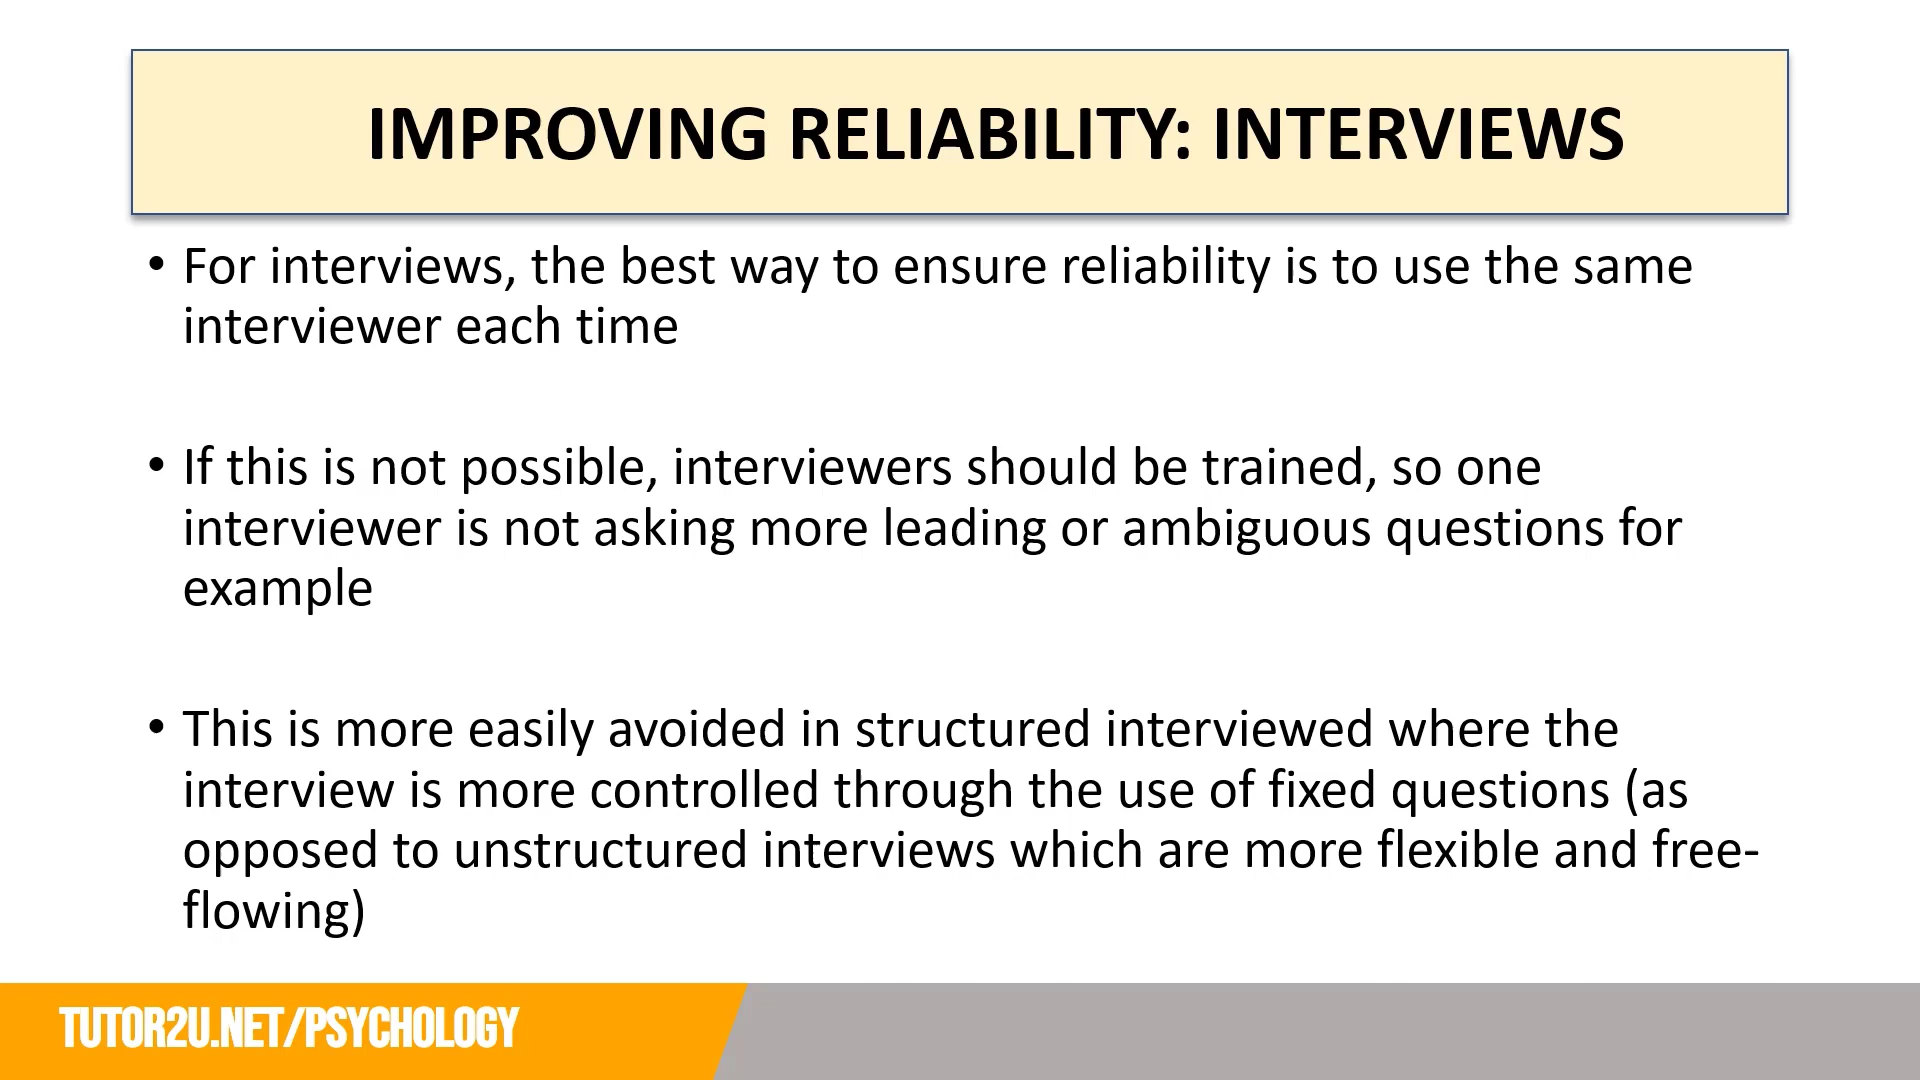 IMPROVING RELIABILITY: INTERVIEWS
• For interviews, the best way to ensure reliability is to use the same
interviewer each time
• If this is not possible, interviewers should be trained, so one
interviewer is not asking more leading or ambiguous questions for
example
• This is more easily avoided in structured interviewed where the
interview is more controlled through the use of fixed questions (as
opposed to unstructured interviews which are more flexible and free-
flowing)
TUTOR2U.NET/PSYCHOLOGY